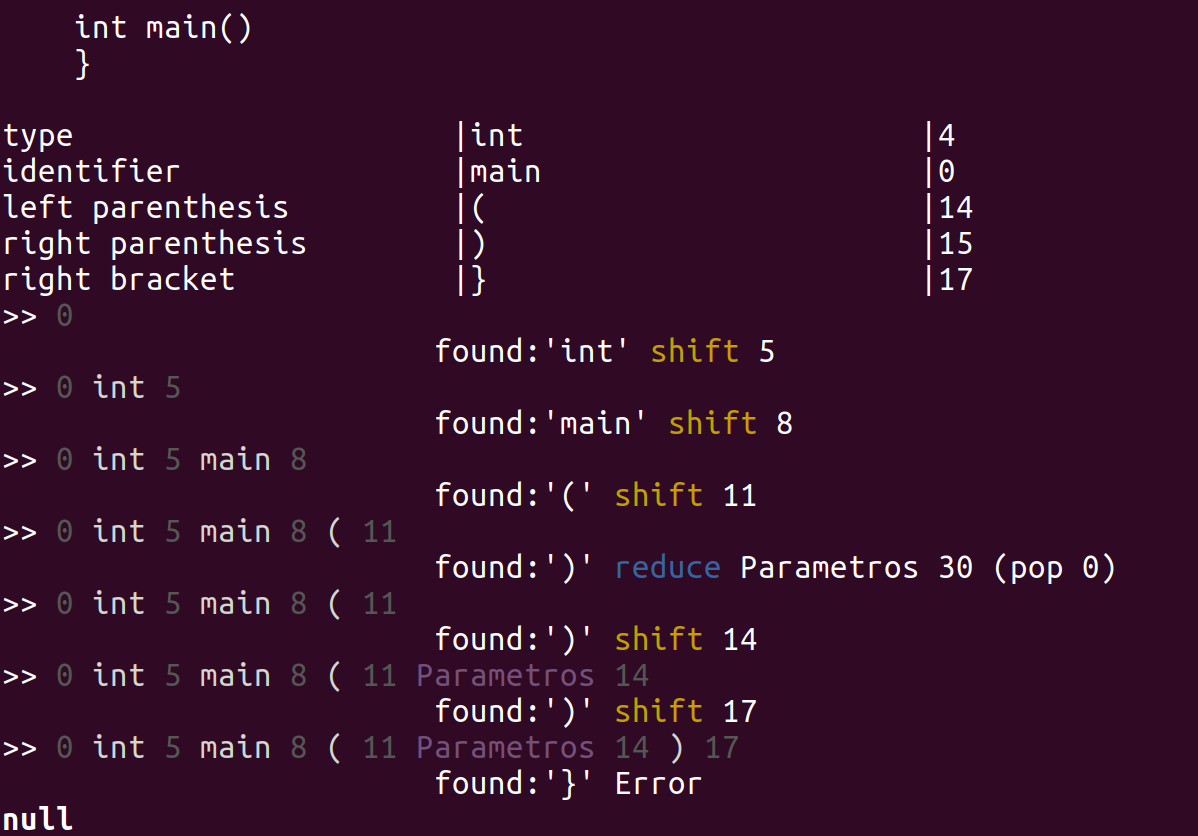 int main()
}
type |int |4
identifier |main |0
left parenthesis |( |14
right parenthesis |) |15
right bracket |} |17
>> 0
found:'int' shift 5
>> 0 int 5
found:'main' shift 8
>> 0 int 5 main 8
found:'(' shift 11
>> 0 int 5 main 8 ( 11
found:')' reduce Parametros 30 (pop 0)
>> 0 int 5 main 8 ( 11
found:')' shift 14
>> 0 int 5 main 8 ( 11 Parametros 14
found:')' shift 17
>> 0 int 5 main 8 ( 11 Parametros 14 ) 17
found:'}' Error
null